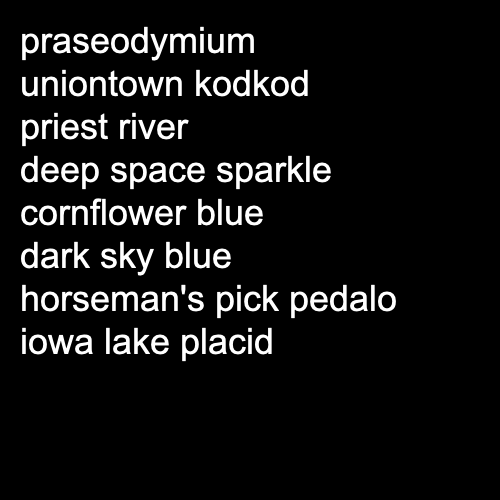 praseodymium
uniontown kodkod
priest river
deep space sparkle
cornflower blue
dark sky blue
horseman's pick pedalo
iowa lake placid